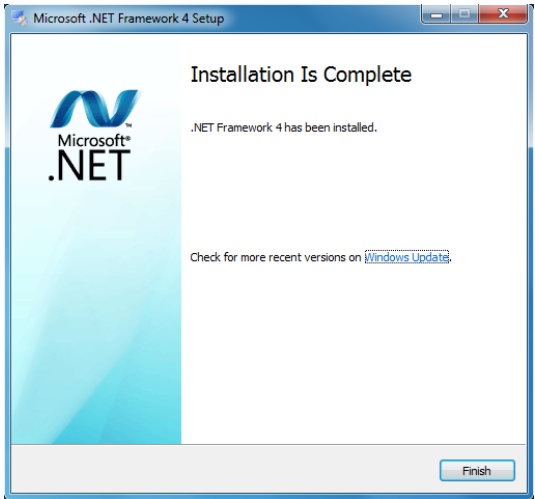 Microsoft .NET Framework 4 Setup
Installation Is Complete
.NET Framework 4 has been installed.
Microsoft®
.NET™
Check for more recent versions on Windows Update.
Finish